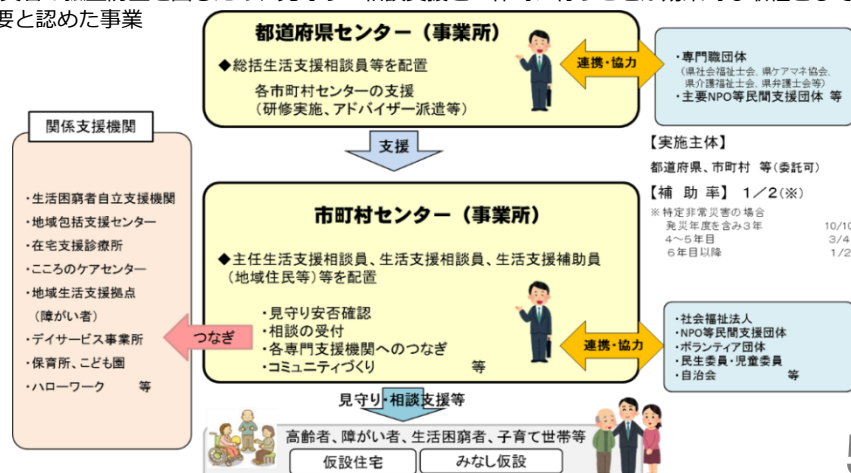 要と認めた事業
都道府県センター（事業所）
◆総括生活支援相談員等を配置
各市町村センターの支援
（研修実施、アドバイザー派遣等）
連携・協力
・専門職団体
（県社会福祉士会、県ケアマネ協会、
県介護福祉士会、県弁護士会等）
・主要NPO等民間支援団体 等
【実施主体】
都道府県、市町村 等（委託可）
【補 助 率】 1／2（※）
※特定非常災害の場合
発災年度を含み3年 10/10
4～5年目 3/4
6年目以降 1/2
支援
関係支援機関
・生活困窮者自立支援機関
・地域包括支援センター
・在宅支援診療所
・こころのケアセンター
・地域生活支援拠点
（障がい者）
・デイサービス事業所
・保育所、こども園
・ハローワーク 等
つなぎ
市町村センター（事業所）
◆主任生活支援相談員、生活支援相談員、生活支援補助員
（地域住民等）等を配置
・見守り安否確認
・相談の受付
・各専門支援機関へのつなぎ
・コミュニティづくり 等
連携・協力
・社会福祉法人
・NPO等民間支援団体
・ボランティア団体
・民生委員・児童委員
・自治会 等
見守り・相談支援等
高齢者、障がい者、生活困窮者、子育て世帯等
仮設住宅
みなし仮設